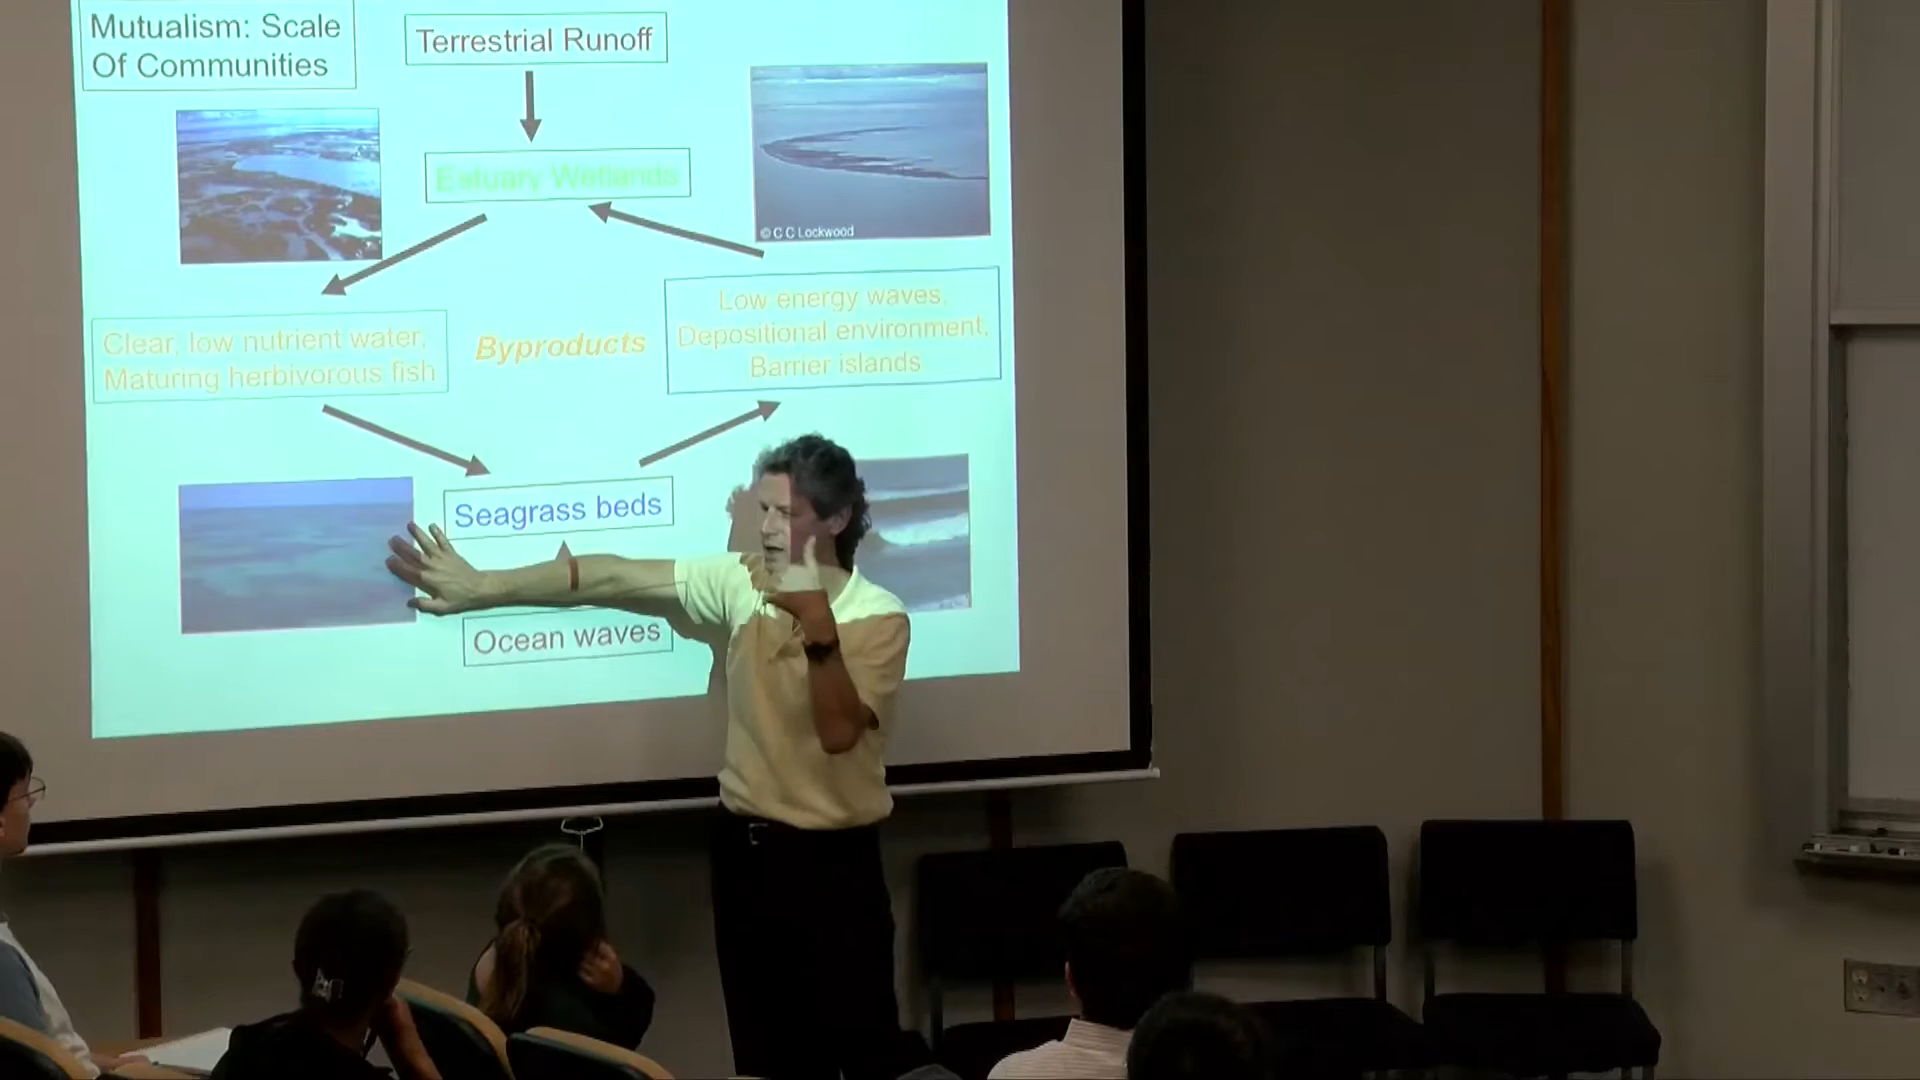 Mutualism: Scale
Of Communities
Terrestrial Runoff
© C C Lockwood
Estuary Wetlands
Low energy waves,
Depositional environment,
Barrier islands
Clear, low nutrient water,
Maturing herbivorous fish
Byproducts
Seagrass beds
Ocean waves